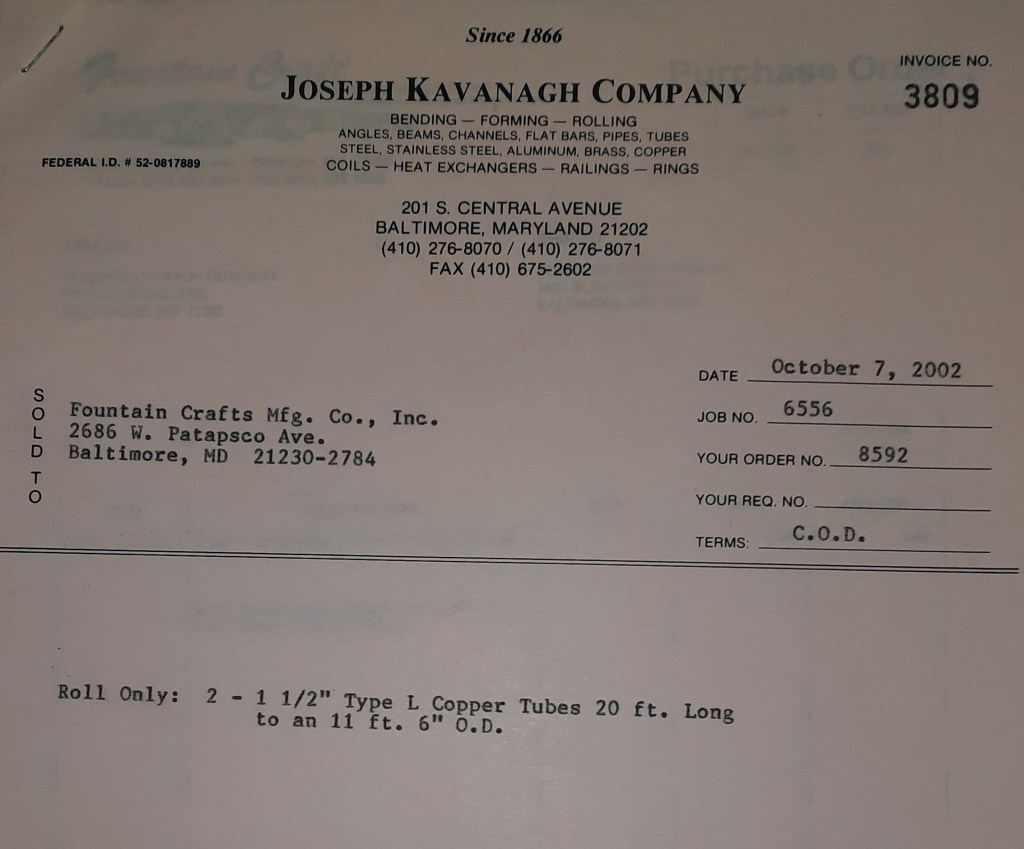 Since 1866
INVOICE NO.
JOSEPH KAVANAGH COMPANY
3809
BENDING — FORMING — ROLLING
ANGLES, BEAMS, CHANNELS, FLAT BARS, PIPES, TUBES
STEEL, STAINLESS STEEL, ALUMINUM, BRASS, COPPER
FEDERAL I.D. # 52-0817889
COILS — HEAT EXCHANGERS — RAILINGS — RINGS
201 S. CENTRAL AVENUE
BALTIMORE, MARYLAND 21202
(410) 276-8070 / (410) 276-8071
FAX (410) 675-2602
DATE October 7, 2002
JOB NO. 6556
YOUR ORDER NO. 8592
YOUR REQ. NO.
TERMS: C.O.D.
SOLD TO
Fountain Crafts Mfg. Co., Inc.
2686 W. Patapsco Ave.
Baltimore, MD 21230-2784
Roll Only: 2 - 1 1/2" Type L Copper Tubes 20 ft. Long
to an 11 ft. 6" O.D.